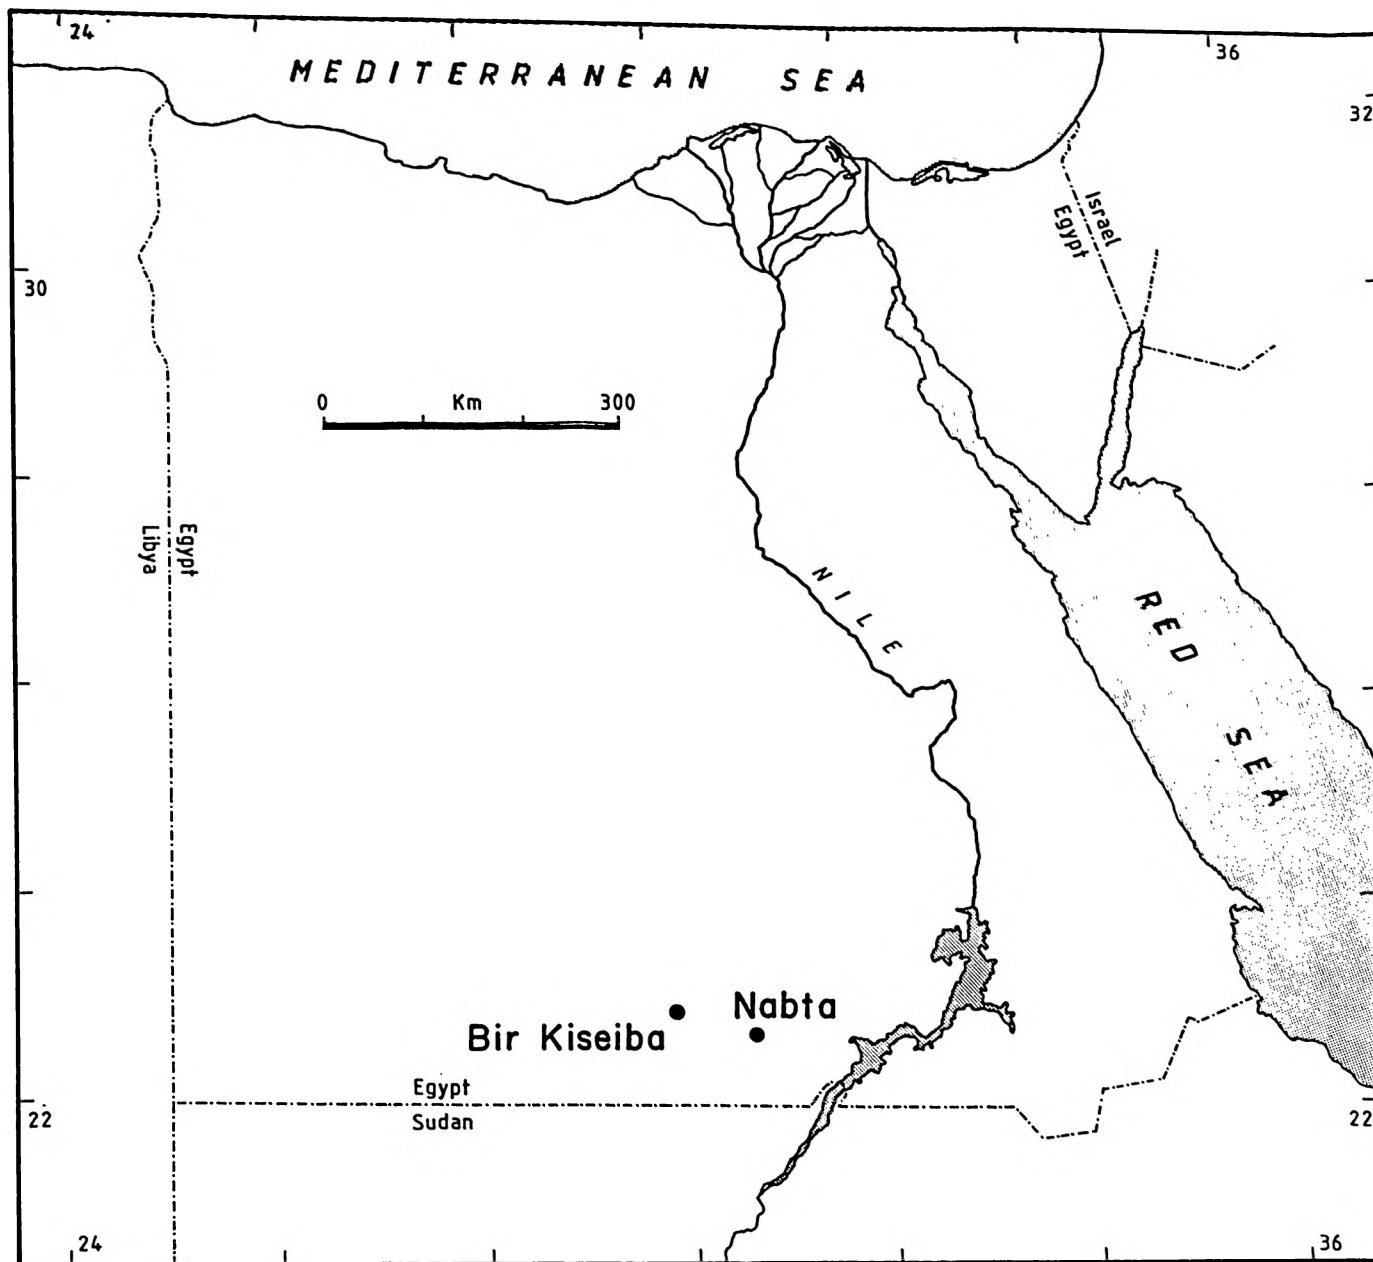 24
36
MEDITERRANEAN SEA
32
Israel
Egypt
30
0 Km 300
Egypt
Libya
NILE
RED SEA
Nabta
Bir Kiseiba
Egypt
Sudan
22
22
24
36